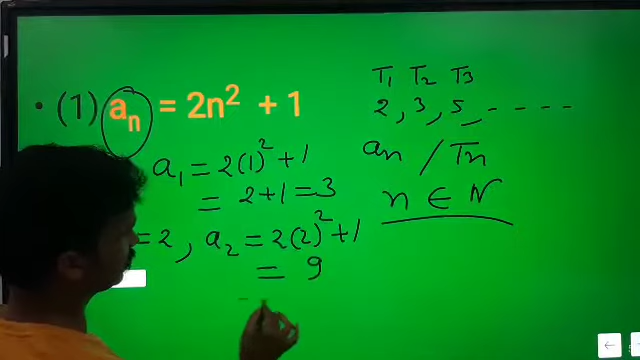 • (1) aₙ = 2n² + 1
a₁ = 2(1)² + 1
= 2 + 1 = 3
= 2, a₂ = 2(2)² + 1
= 9
T₁ T₂ T₃
2, 3, 5, - - - -
aₙ / Tₙ
n ∈ N